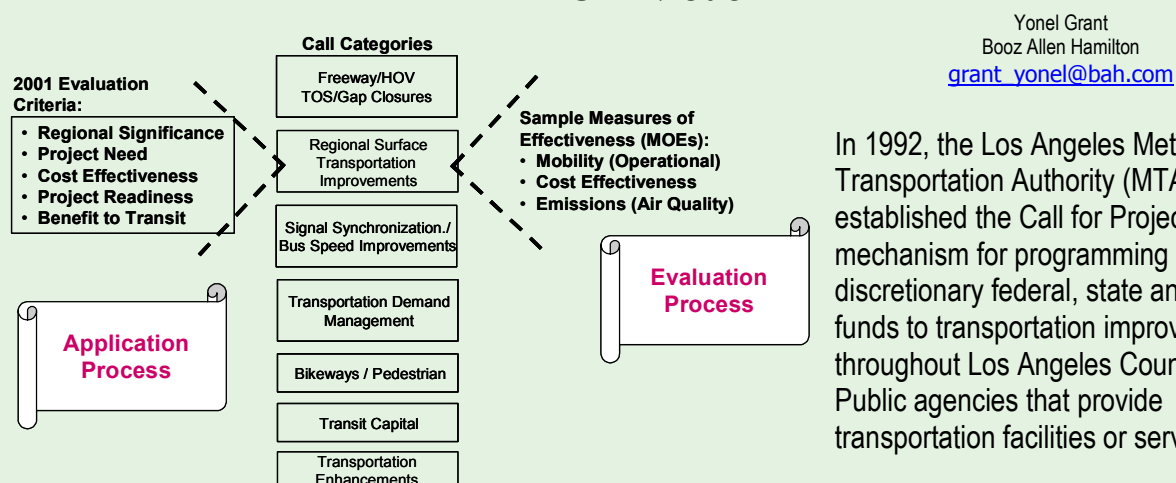 Call Categories
Freeway/HOV
TOS/Gap Closures
Regional Surface
Transportation
Improvements
Signal Synchronization./
Bus Speed Improvements
Transportation Demand
Management
Bikeways / Pedestrian
Transit Capital
Transportation
Enhancements
2001 Evaluation
Criteria:
• Regional Significance
• Project Need
• Cost Effectiveness
• Project Readiness
• Benefit to Transit
Application
Process
Sample Measures of
Effectiveness (MOEs):
• Mobility (Operational)
• Cost Effectiveness
• Emissions (Air Quality)
Evaluation
Process
Yonel Grant
Booz Allen Hamilton
grant_yonel@bah.com
In 1992, the Los Angeles Met
Transportation Authority (MTA
established the Call for Projec
mechanism for programming
discretionary federal, state an
funds to transportation improv
throughout Los Angeles Coun
Public agencies that provide
transportation facilities or serv